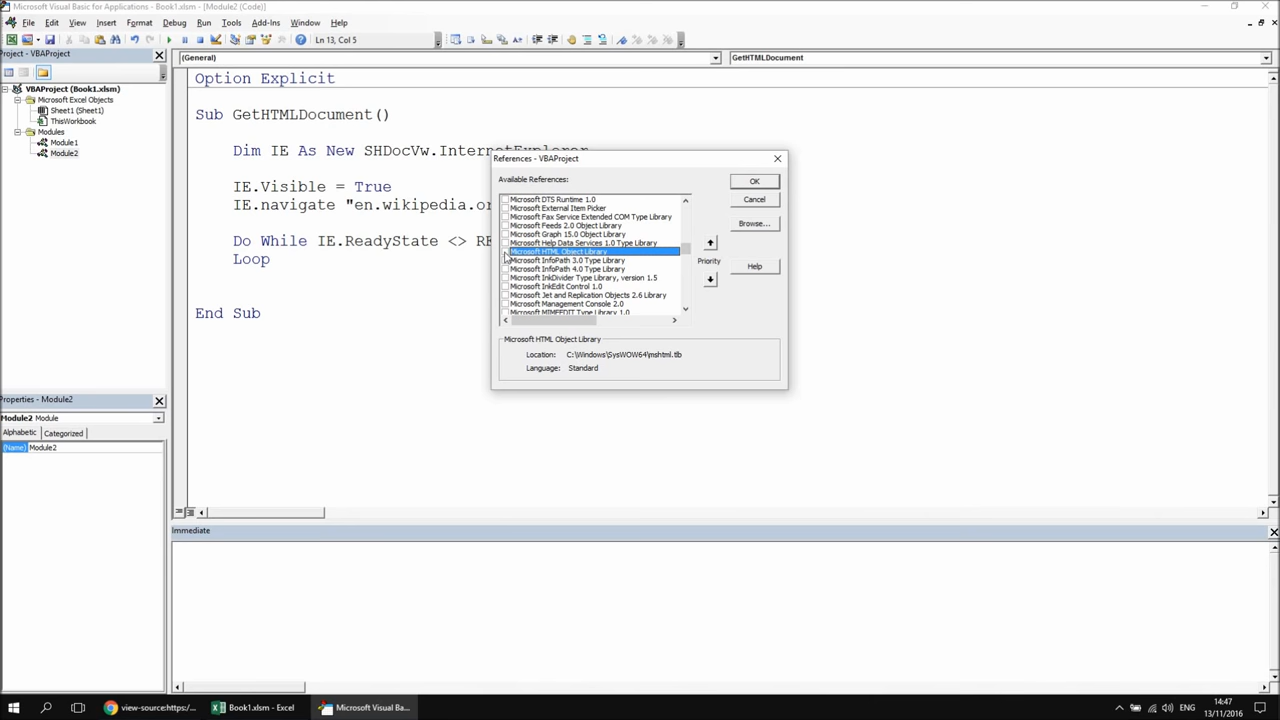 Microsoft Visual Basic for Applications - Book1.xlsm - [Module2 (Code)]
File Edit View Insert Format Debug Run Tools Add-Ins Window Help
Ln 13, Col 5
Project - VBAProject
VBAProject (Book1.xlsm)
Microsoft Excel Objects
Sheet1 (Sheet1)
ThisWorkbook
Modules
Module1
Module2
Properties - Module2
Module2 Module
Alphabetic Categorized
(Name) Module2
(General) GetHTMLDocument
Option Explicit
Sub GetHTMLDocument()
Dim IE As New SHDocVw.InternetExplorer
IE.Visible = True
IE.navigate "en.wikipedia.or
Do While IE.ReadyState <> RE
Loop
End Sub
References - VBAProject
Available References:
Microsoft DTS Runtime 1.0
Microsoft External Item Picker
Microsoft Fax Service Extended COM Type Library
Microsoft Feeds 2.0 Object Library
Microsoft Graph 15.0 Object Library
Microsoft Help Data Services 1.0 Type Library
Microsoft HTML Object Library
Microsoft InfoPath 3.0 Type Library
Microsoft InfoPath 4.0 Type Library
Microsoft InkDivider Type Library, version 1.5
Microsoft InkEdit Control 1.0
Microsoft Jet and Replication Objects 2.6 Library
Microsoft Management Console 2.0
Microsoft MIMEEDIT Type Library 1.0
OK
Cancel
Browse...
Priority
Help
Microsoft HTML Object Library
Location: C:\Windows\SysWOW64\mshtml.tlb
Language: Standard
Immediate
view-source:https:/...
Book1.xlsm - Excel
Microsoft Visual Ba...
ENG
14:47
13/11/2016